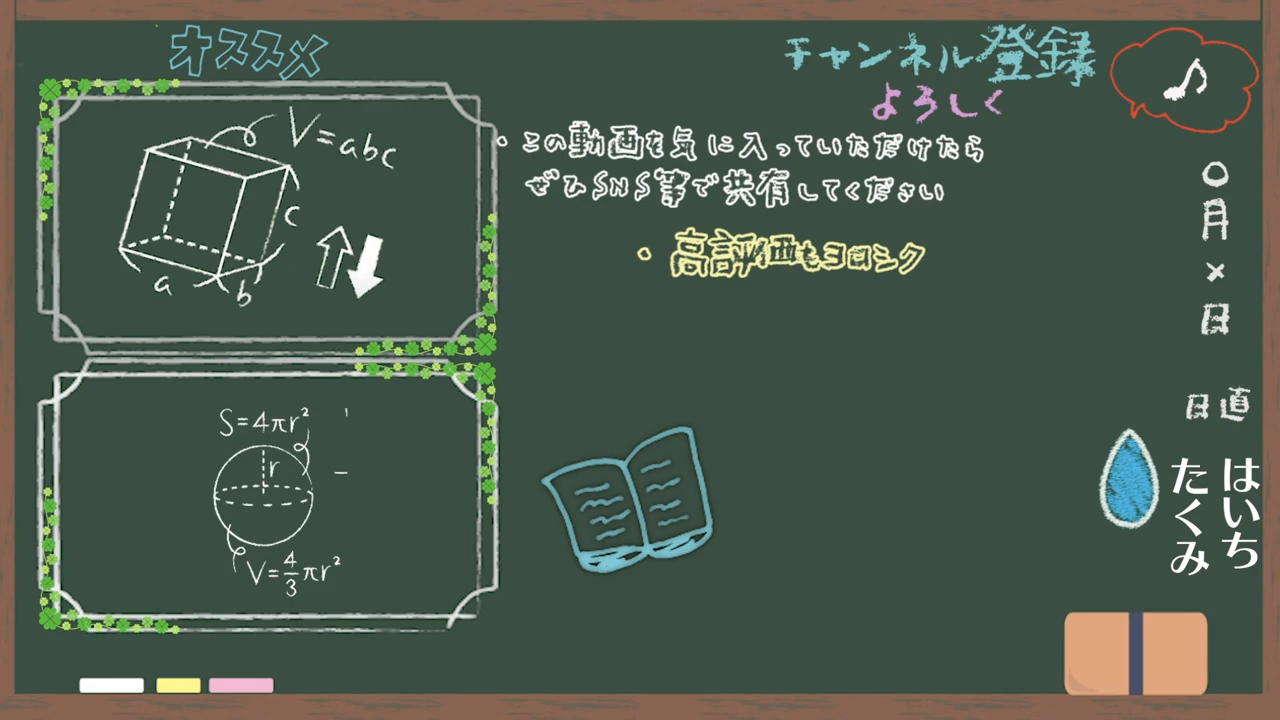 オススメ
V=abc
c
a
b
S=4πr²
r
V=4/3πr²
チャンネル登録
よろしく
・この動画を気に入っていただけたら
ぜひSNS等で共有してください
・高評価もヨロシク
○月×日
日直
はいち
たくみ